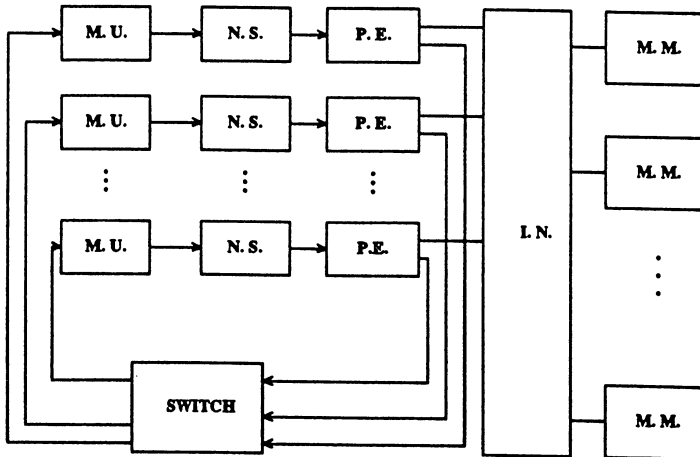 M. U. N. S. P. E. M. M.
M. U. N. S. P. E. M. M.
M. U. N. S. P.E. I. N.
SWITCH M. M.